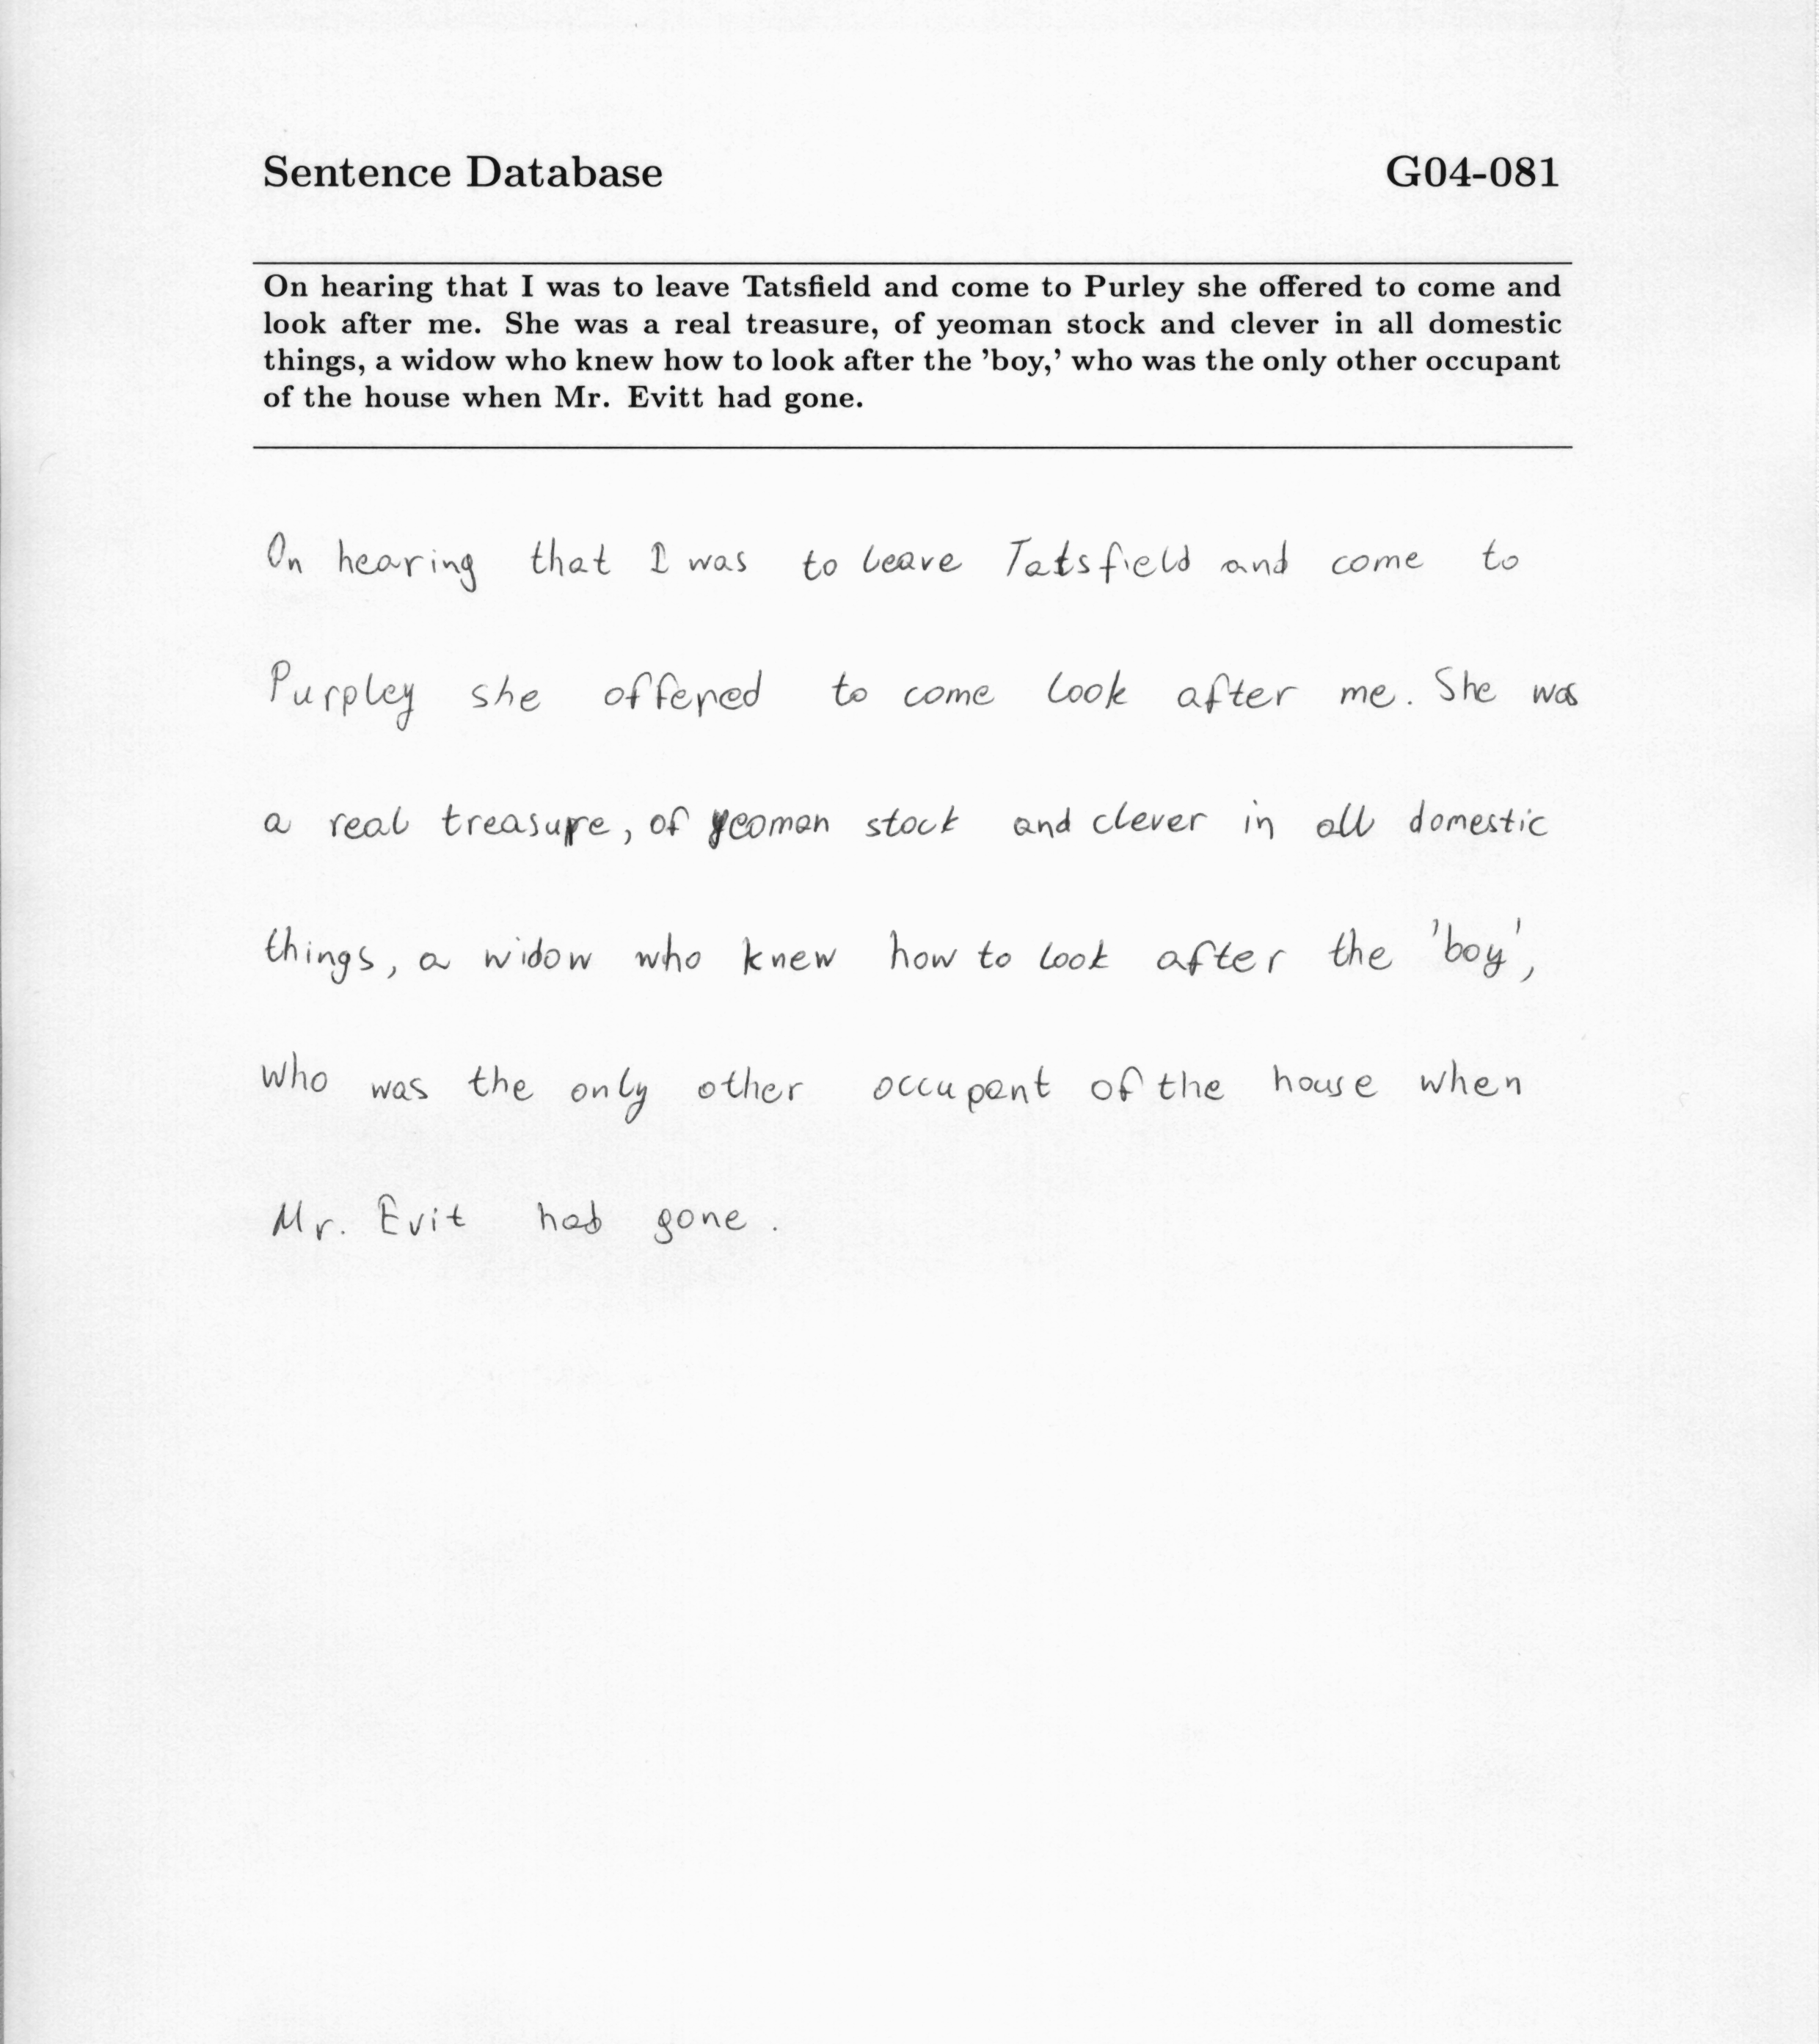 Sentence Database G04-081
On hearing that I was to leave Tatsfield and come to Purley she offered to come and
look after me. She was a real treasure, of yeoman stock and clever in all domestic
things, a widow who knew how to look after the 'boy,' who was the only other occupant
of the house when Mr. Evitt had gone.
On hearing that I was to leave Tatsfield and come to
Purpley she offered to come look after me. She was
a real treasure, of yeoman stock and clever in all domestic
things, a widow who knew how to look after the 'boy',
who was the only other occupant of the house when
Mr. Evit had gone.